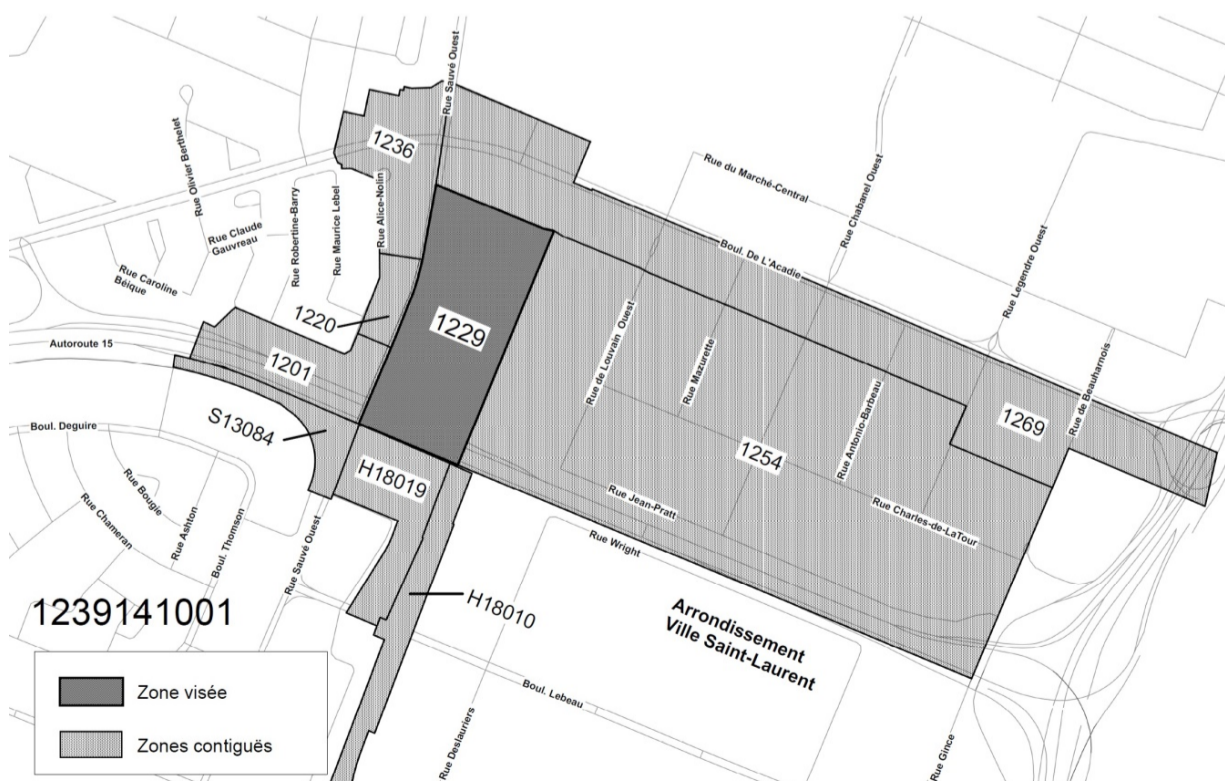 Rue Sauvé Ouest
1236
Rue Olivier Berthelet
Rue du Marché-Central
Rue Chabanel Ouest
Rue Robertine-Barry
Rue Maurice Lebel
Rue Alice-Nolin
Rue Claude
Gauvreau
Boul. De L'Acadie
Rue Legendre Ouest
Rue Caroline
Béique
1220
1229
Autoroute 15
1201
Rue de Louvain Ouest
Rue Mazurette
Rue de Beauharnois
S13084
Boul. Deguire
1269
Rue Antonio-Barbeau
1254
H18019
Rue Bougie
Rue Chameran
Rue Ashton
Boul. Thomson
Rue Sauvé Ouest
Rue Jean-Pratt
Rue Charles-de-LaTour
Rue Wright
1239141001
H18010
Arrondissement
Ville Saint-Laurent
Zone visée
Zones contiguës
Boul. Lebeau
Rue Deslauriers
Rue Gince